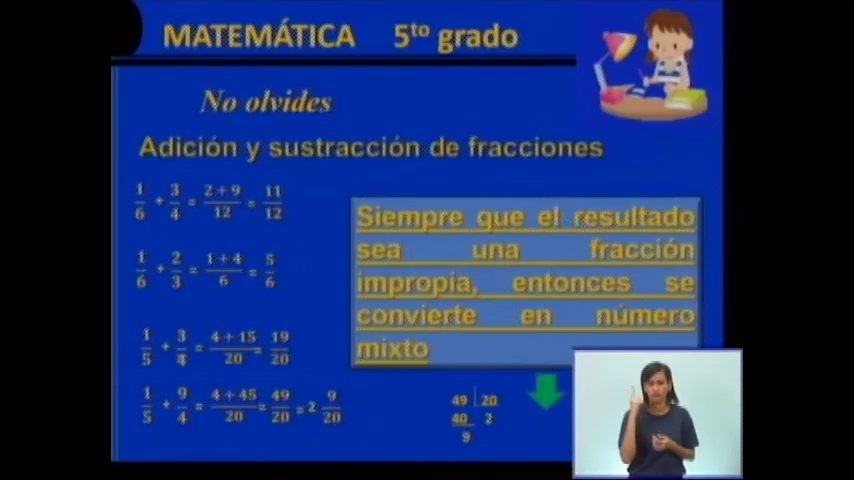 MATEMÁTICA 5to grado
No olvides
Adición y sustracción de fracciones
1/6 + 3/4 = 2+9/12 = 11/12
1/6 + 2/3 = 1+4/6 = 5/6
1/5 + 3/4 = 4+15/20 = 19/20
1/5 + 9/4 = 4+45/20 = 49/20 = 2 9/20
Siempre que el resultado
sea una fracción
impropia, entonces se
convierte en número
mixto
49 20
40 2
9